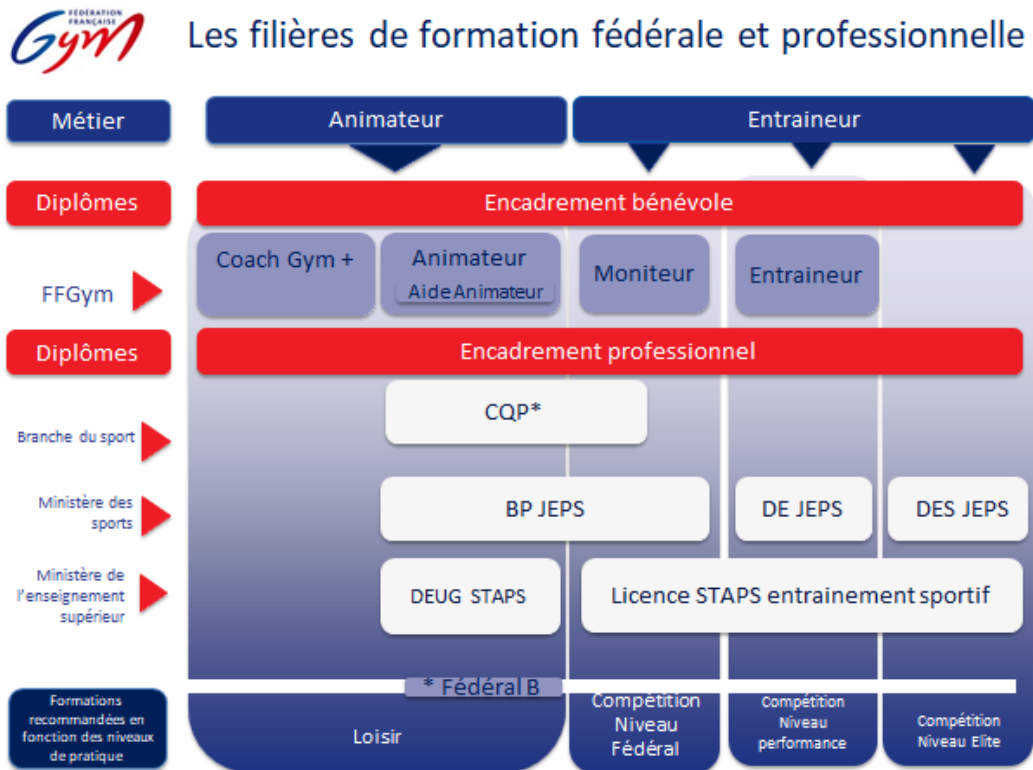 FÉDÉRATION
FRANÇAISE
Gym
Les filières de formation fédérale et professionnelle
Métier
Animateur
Entraineur
Diplômes
Encadrement bénévole
FFGym
Coach Gym +
Animateur
Aide Animateur
Moniteur
Entraineur
Diplômes
Encadrement professionnel
Branche du sport
CQP*
Ministère des
sports
BP JEPS
DE JEPS
DES JEPS
Ministère de
l'enseignement
supérieur
DEUG STAPS
Licence STAPS entrainement sportif
* Fédéral B
Formations
recommandées en
fonction des niveaux
de pratique
Loisir
Compétition
Niveau
Fédéral
Compétition
Niveau
performance
Compétition
Niveau Elite